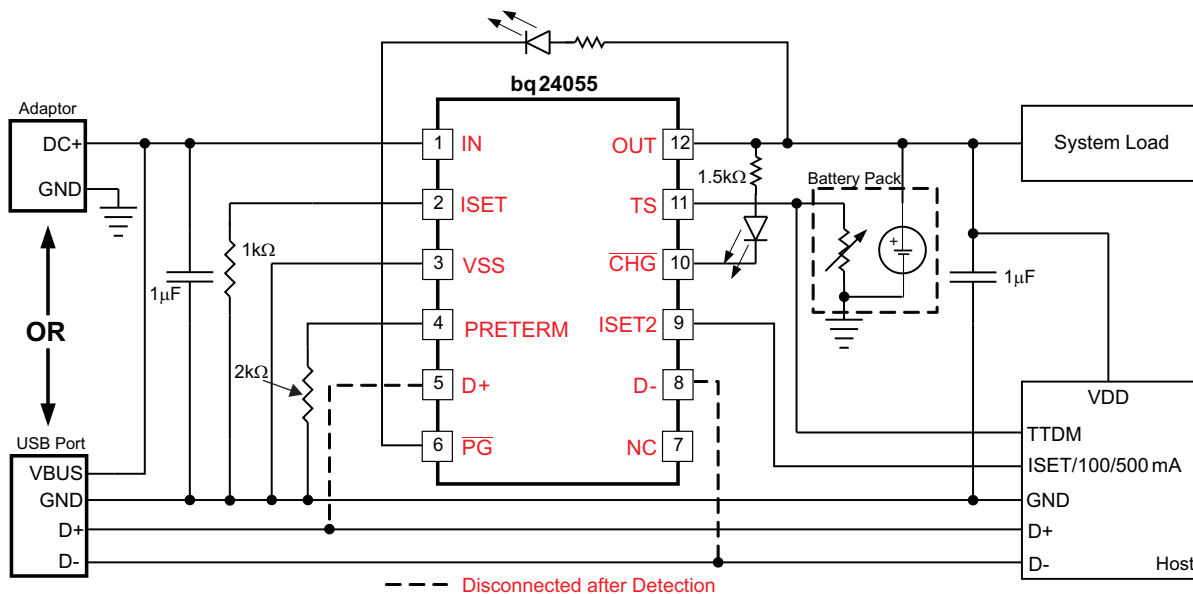 bq24055
Adaptor
DC+
GND
OR
USB Port
VBUS
GND
D+
D-
1μF
1kΩ
2kΩ
1 IN
2 ISET
3 VSS
4 PRETERM
5 D+
6 PG
OUT 12
TS 11
CHG 10
ISET2 9
D- 8
NC 7
1.5kΩ
Battery Pack
+
1μF
System Load
VDD
TTDM
ISET/100/500 mA
GND
D+
D-
Host
Disconnected after Detection